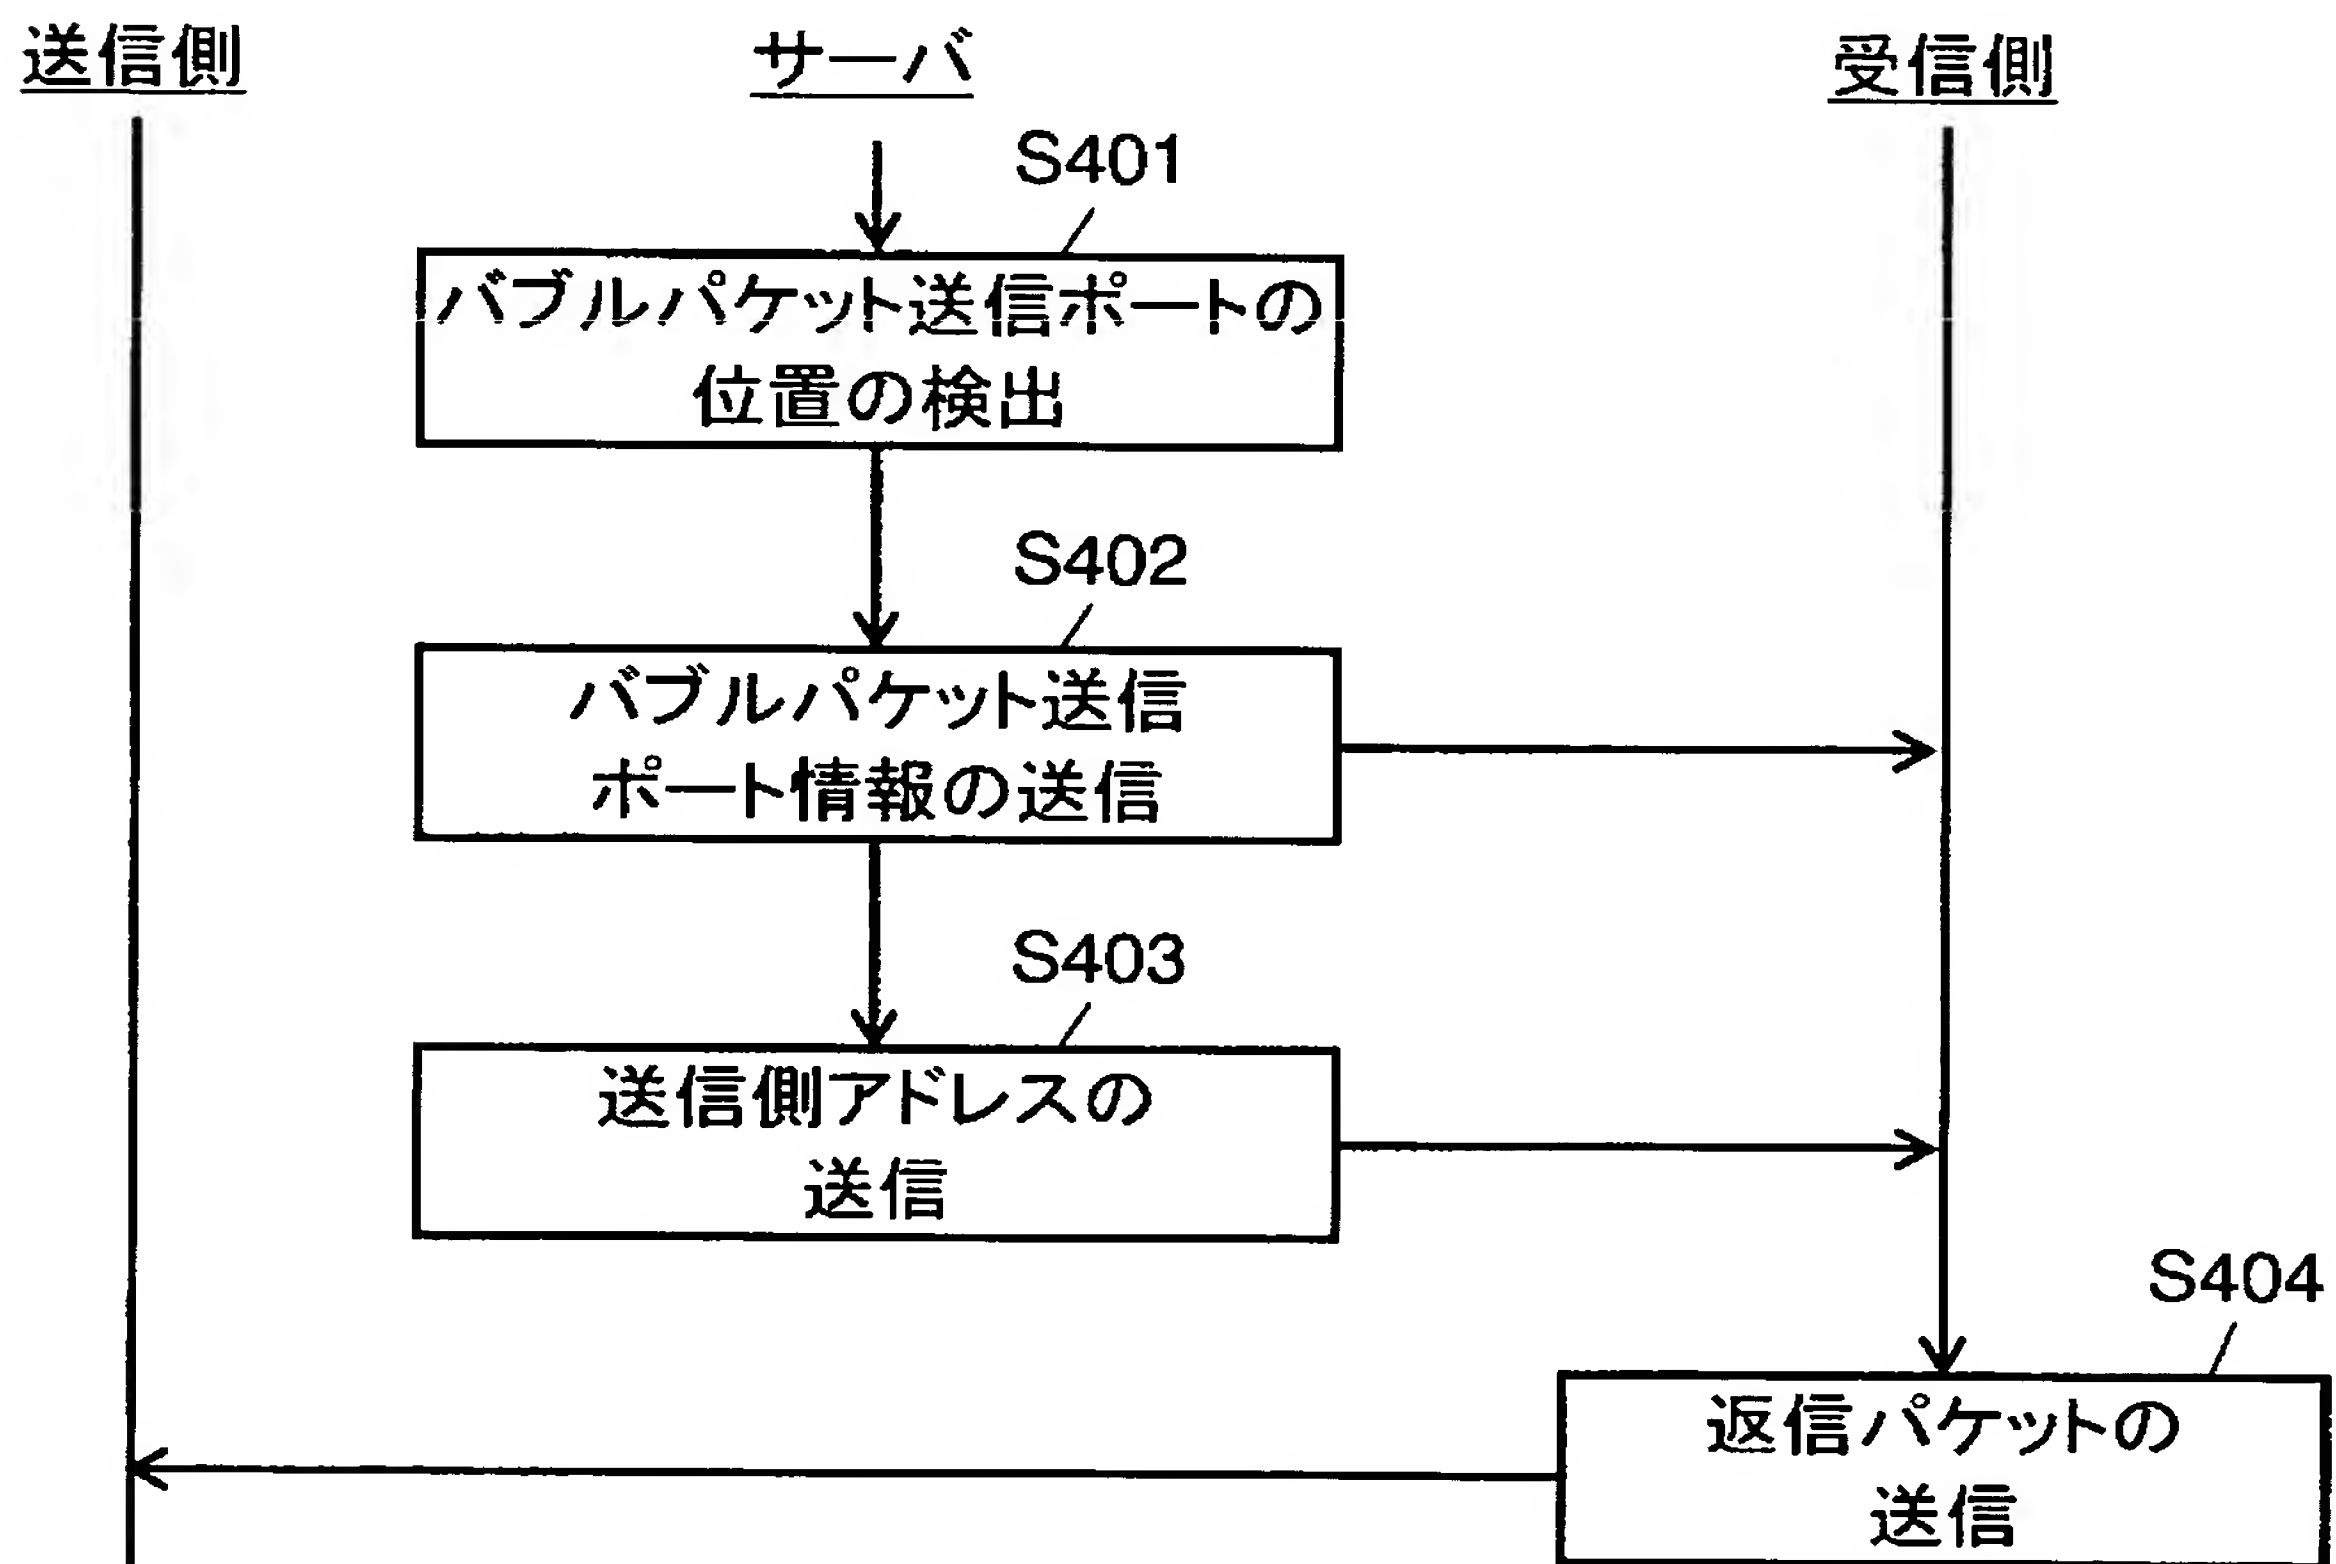 送信側
サーバ
受信側
S401
バブルパケット送信ポートの
位置の検出
S402
バブルパケット送信
ポート情報の送信
S403
送信側アドレスの
送信
S404
返信パケットの
送信